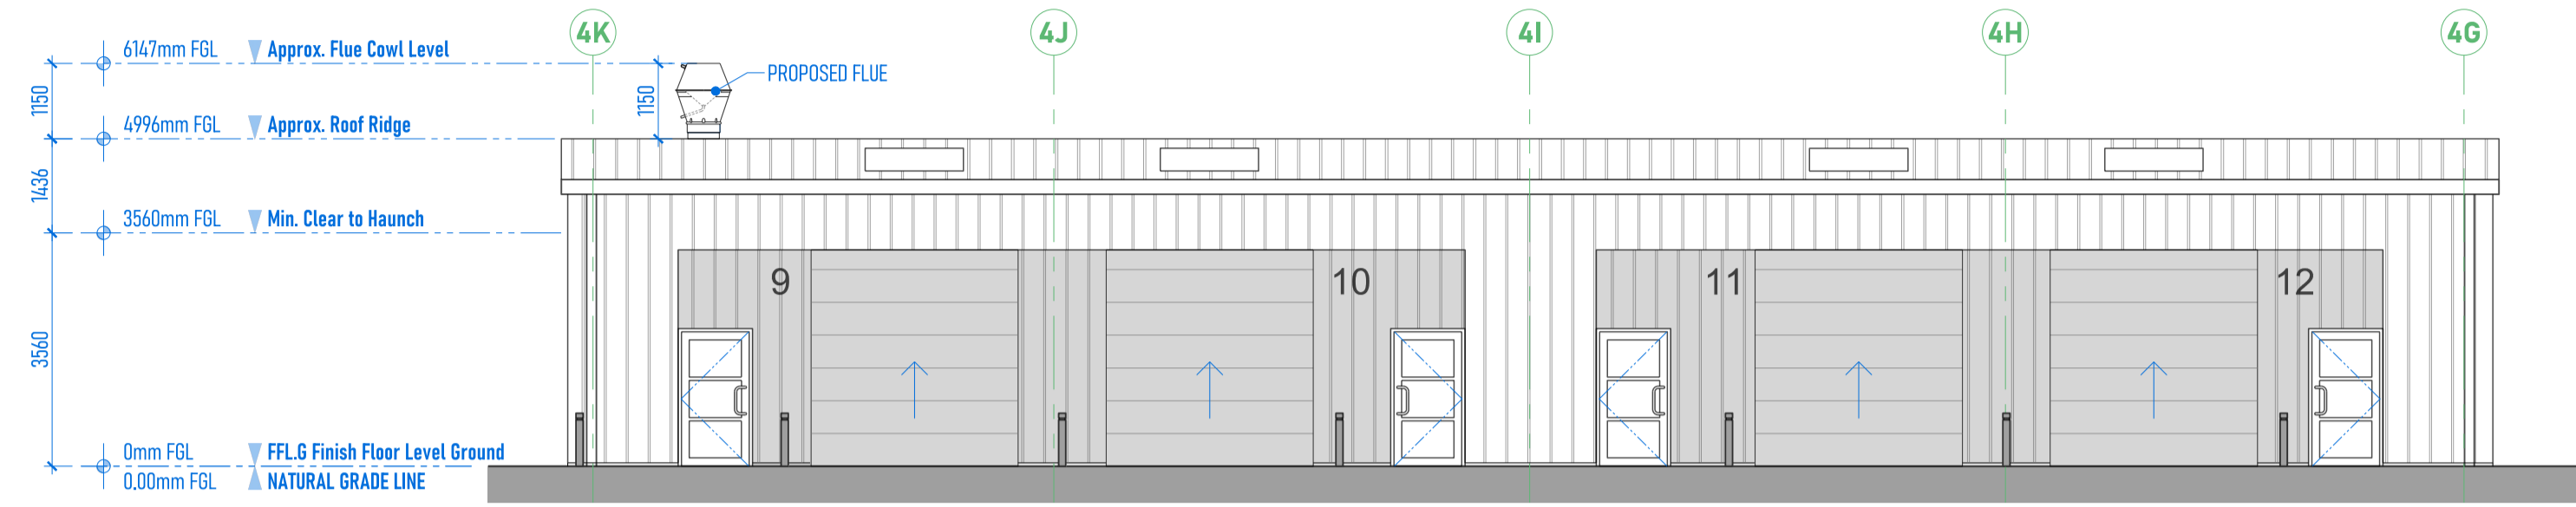 4K 4J 4I 4H 4G
6147mm FGL Approx. Flue Cowl Level
PROPOSED FLUE
1150 1150
4996mm FGL Approx. Roof Ridge
1436
3560mm FGL Min. Clear to Haunch
9 10 11 12
3560
0mm FGL FFL.G Finish Floor Level Ground
0.00mm FGL NATURAL GRADE LINE